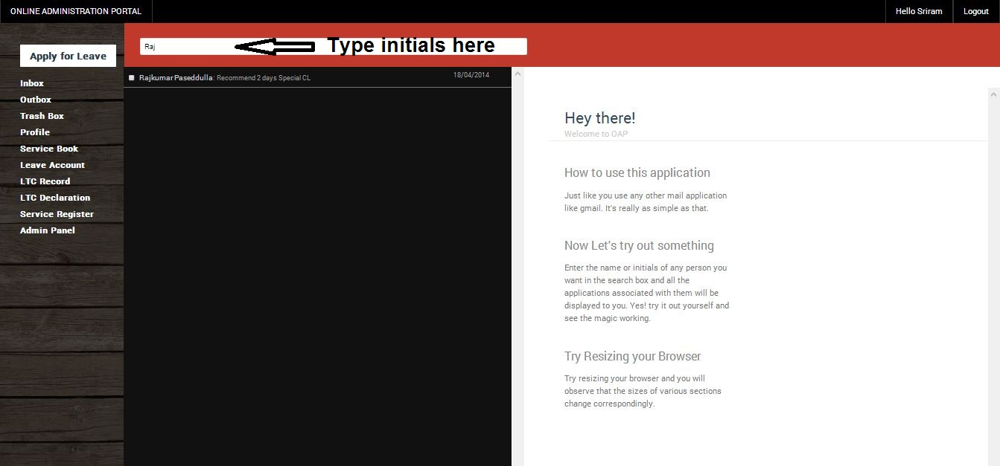 ONLINE ADMINISTRATION PORTAL
Hello Sriram
Logout
Apply for Leave
Raj
Type initials here
Inbox
Outbox
Trash Box
Profile
Service Book
Leave Account
LTC Record
LTC Declaration
Service Register
Admin Panel
Rajkumar Paseddulla: Recommend 2 days Special CL
18/04/2014
Hey there!
Welcome to OAP
How to use this application
Just like you use any other mail application
like gmail. It's really as simple as that.
Now Let's try out something
Enter the name or initials of any person you
want in the search box and all the
applications associated with them will be
displayed to you. Yes! try it out yourself and
see the magic working.
Try Resizing your Browser
Try resizing your browser and you will
observe that the sizes of various sections
change correspondingly.